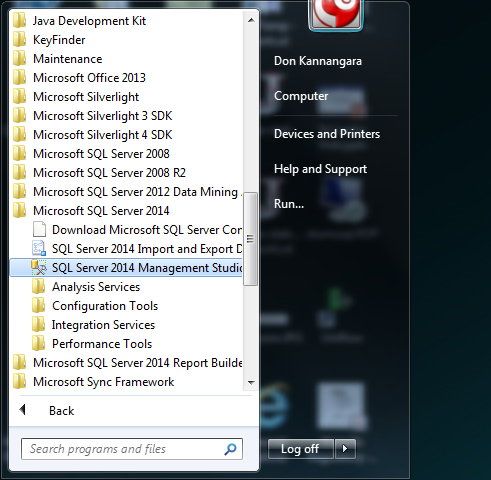 Java Development Kit
KeyFinder
Maintenance
Microsoft Office 2013
Microsoft Silverlight
Microsoft Silverlight 3 SDK
Microsoft Silverlight 4 SDK
Microsoft SQL Server 2008
Microsoft SQL Server 2008 R2
Microsoft SQL Server 2012 Data Mining
Microsoft SQL Server 2014
Download Microsoft SQL Server Con
SQL Server 2014 Import and Export D
SQL Server 2014 Management Studio
Analysis Services
Configuration Tools
Integration Services
Performance Tools
Microsoft SQL Server 2014 Report Builde
Microsoft Sync Framework
Back
Search programs and files
Don Kannangara
Computer
Devices and Printers
Help and Support
Run...
Log off